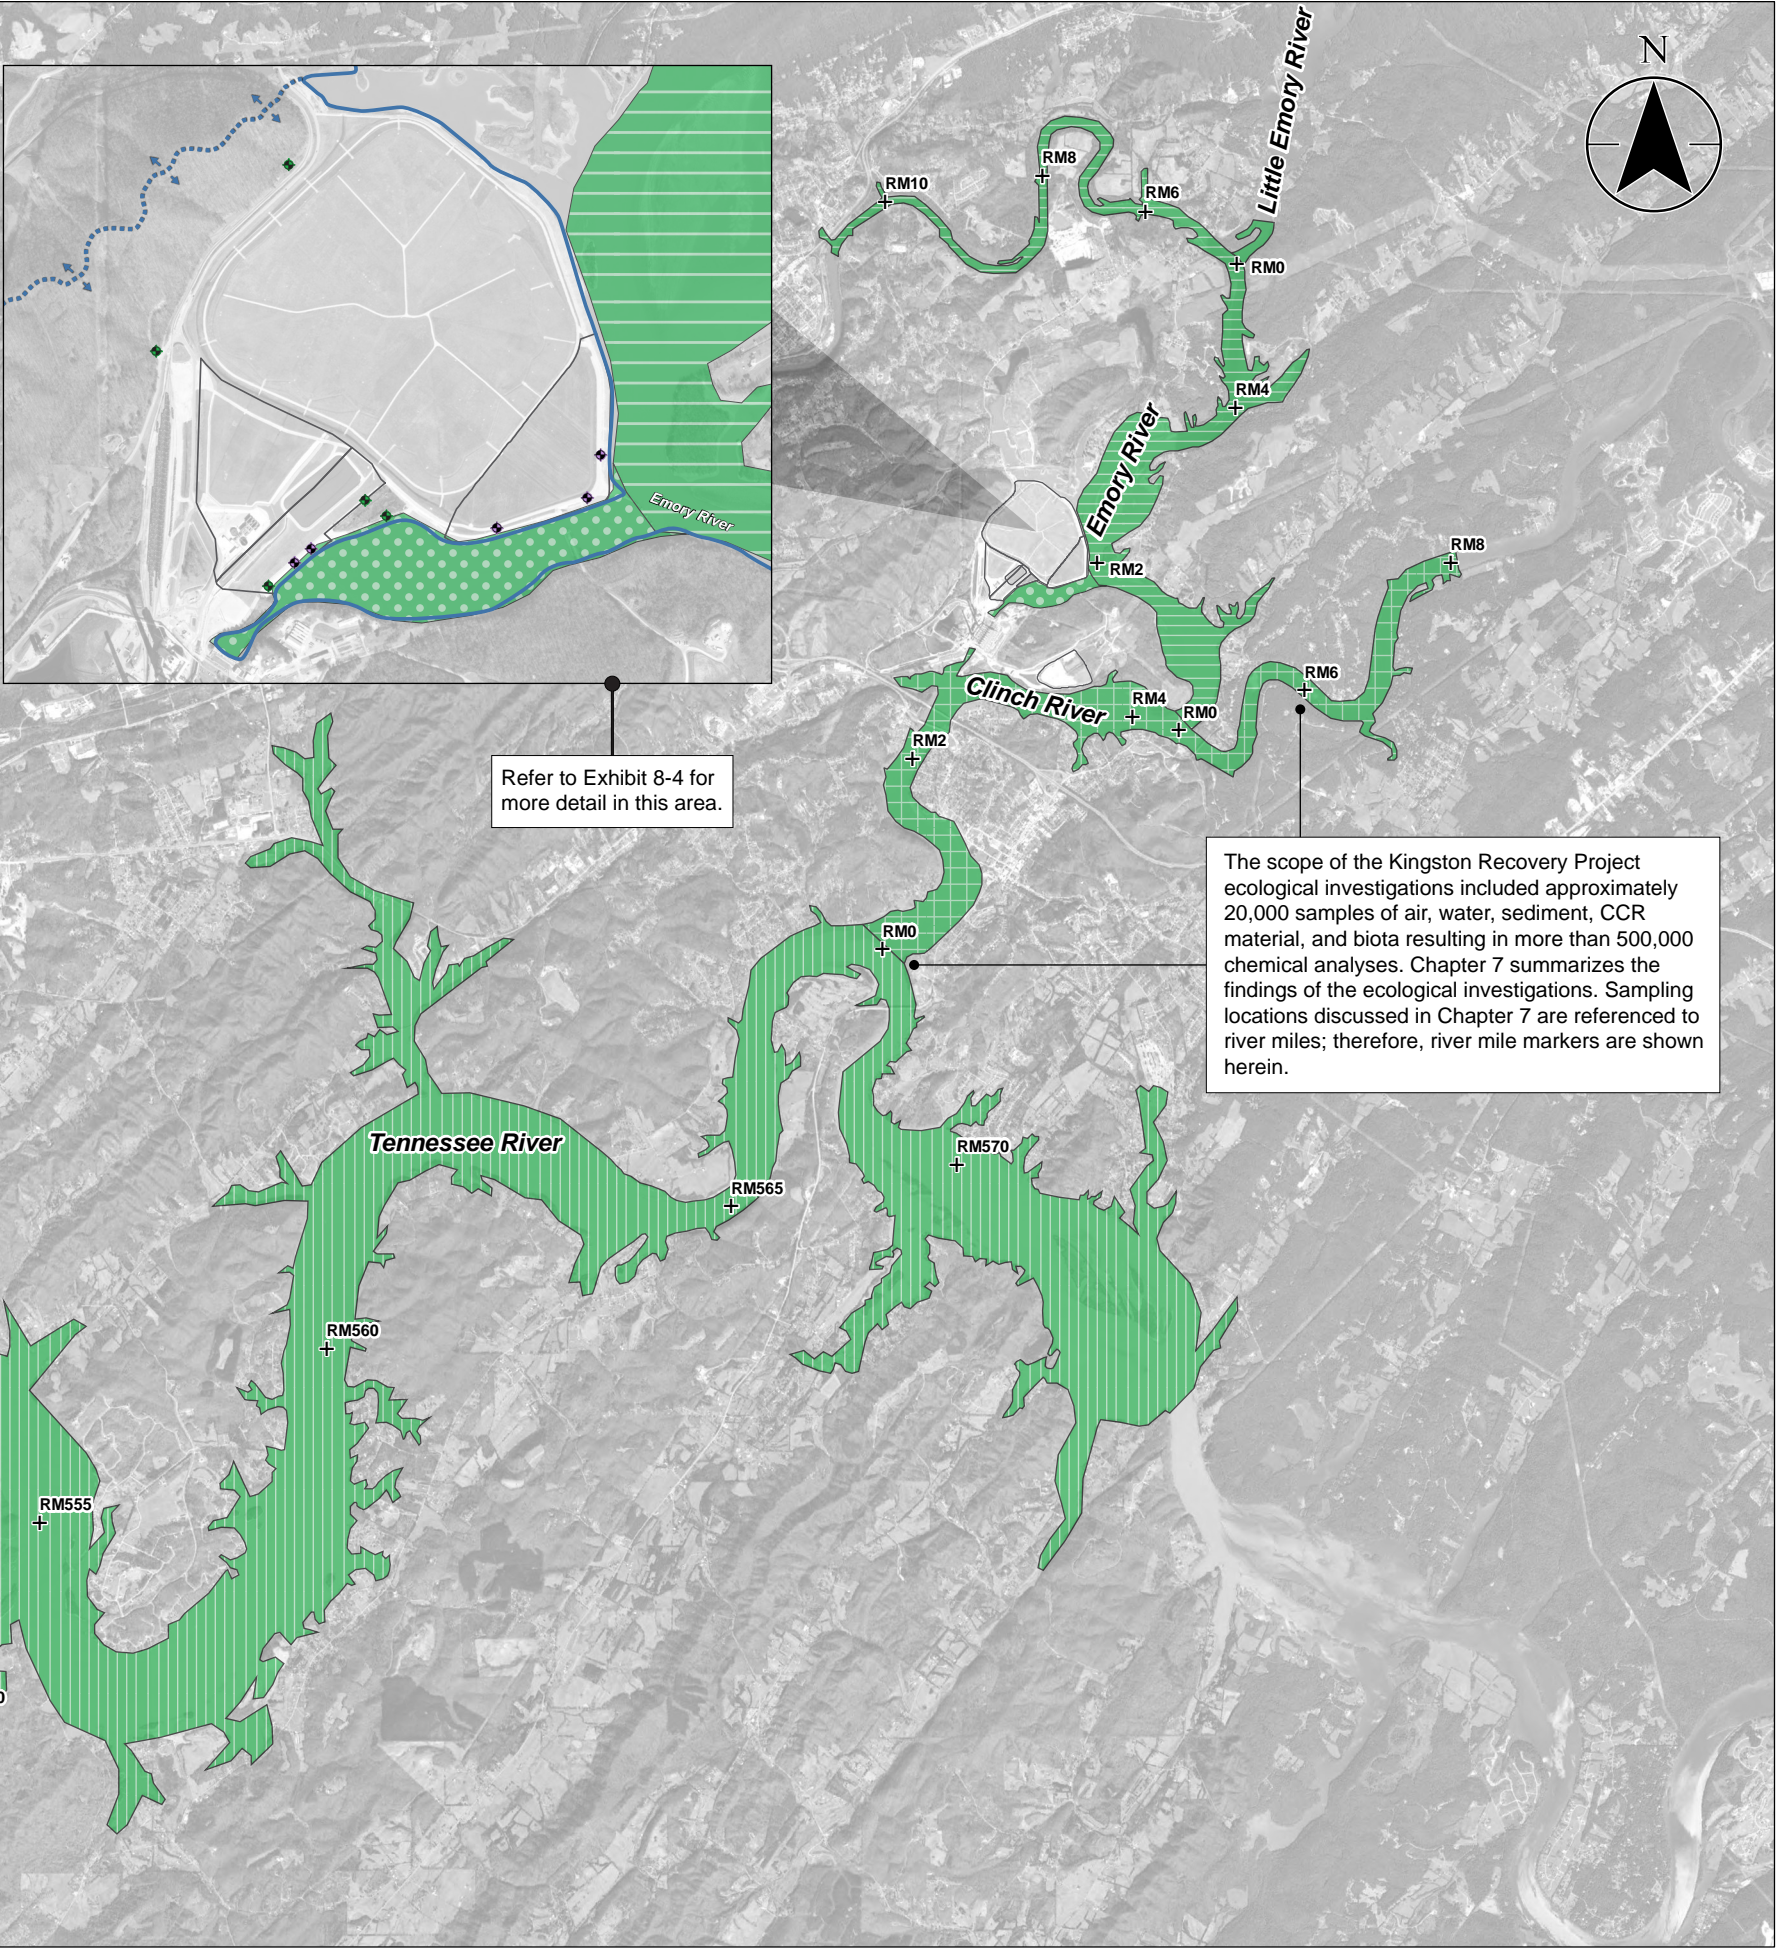 Little Emory River
N
RM8
RM10
RM6
RM0
RM4
Emory River
Emory River
RM2
RM8
RM6
Clinch River
RM4
RM0
RM2
Refer to Exhibit 8-4 for
more detail in this area.
The scope of the Kingston Recovery Project
ecological investigations included approximately
20,000 samples of air, water, sediment, CCR
material, and biota resulting in more than 500,000
chemical analyses. Chapter 7 summarizes the
findings of the ecological investigations. Sampling
locations discussed in Chapter 7 are referenced to
river miles; therefore, river mile markers are shown
herein.
RM0
Tennessee River
RM570
RM565
RM560
RM555